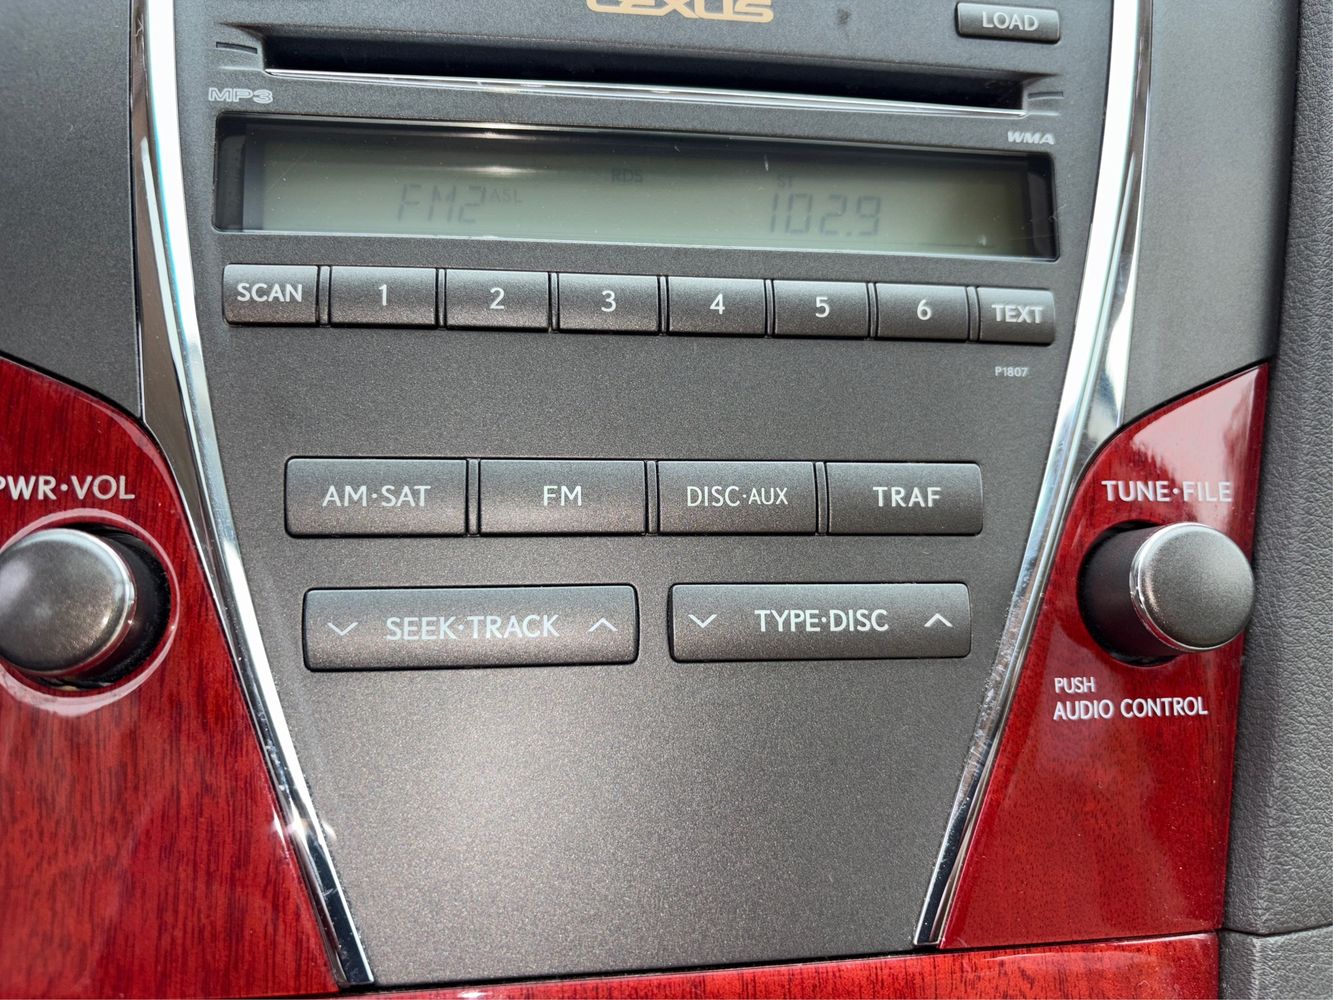 LEXUS
LOAD
MP3
WMA
FM2 ASL RDS ST 102.9
SCAN 1 2 3 4 5 6 TEXT
P1807
PWR·VOL
AM·SAT FM DISC·AUX TRAF
TUNE·FILE
SEEK·TRACK TYPE·DISC
PUSH
AUDIO CONTROL